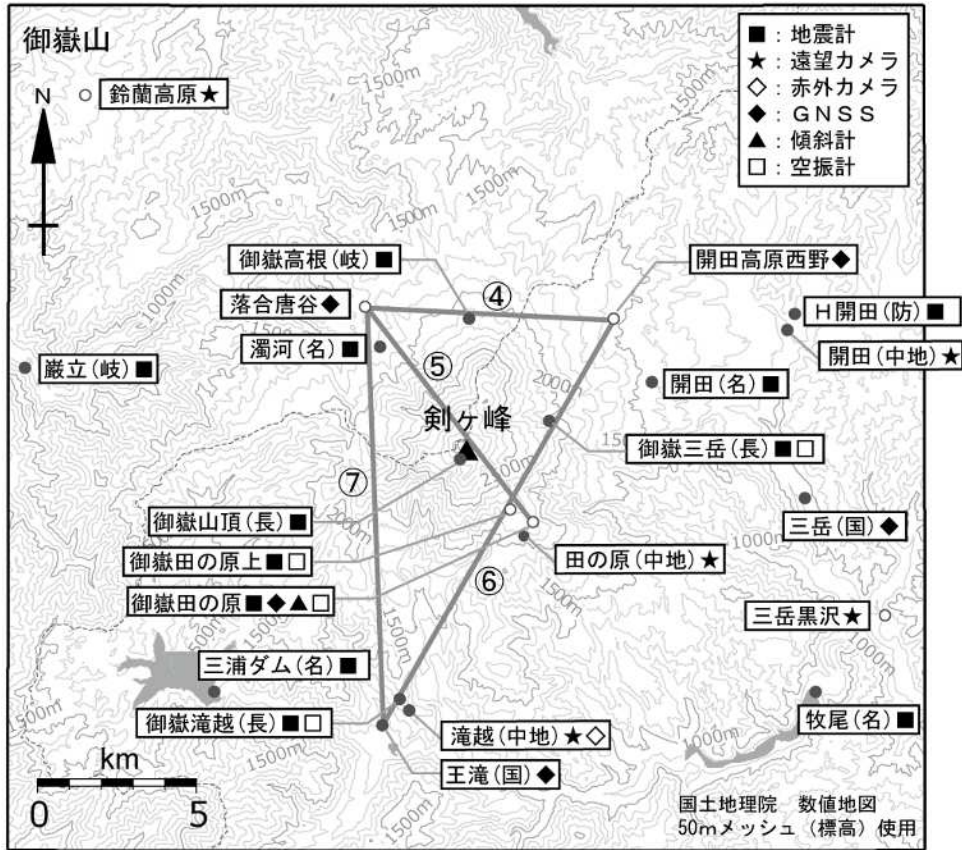 御嶽山
■：地震計
★：遠望カメラ
◇：赤外カメラ
◆：GNSS
▲：傾斜計
□：空振計
N
鈴蘭高原★
1500m
1500m
1500m
1500m
1000m
御嶽高根(岐)■
開田高原西野◆
④
落合唐谷◆
H開田(防)■
濁河(名)■
開田(中地)★
巌立(岐)■
⑤
2000m
開田(名)■
剣ヶ峰
御嶽三岳(長)■□
⑦
2000m
御嶽山頂(長)■
三岳(国)◆
御嶽田の原上■□
田の原(中地)★
1000m
御嶽田の原■◆▲□
⑥
1500m
三岳黒沢★
1500m
1000m
三浦ダム(名)■
1500m
御嶽滝越(長)■□
滝越(中地)★◇
牧尾(名)■
1000m
王滝(国)◆
km
0 5
国土地理院 数値地図
50mメッシュ(標高)使用